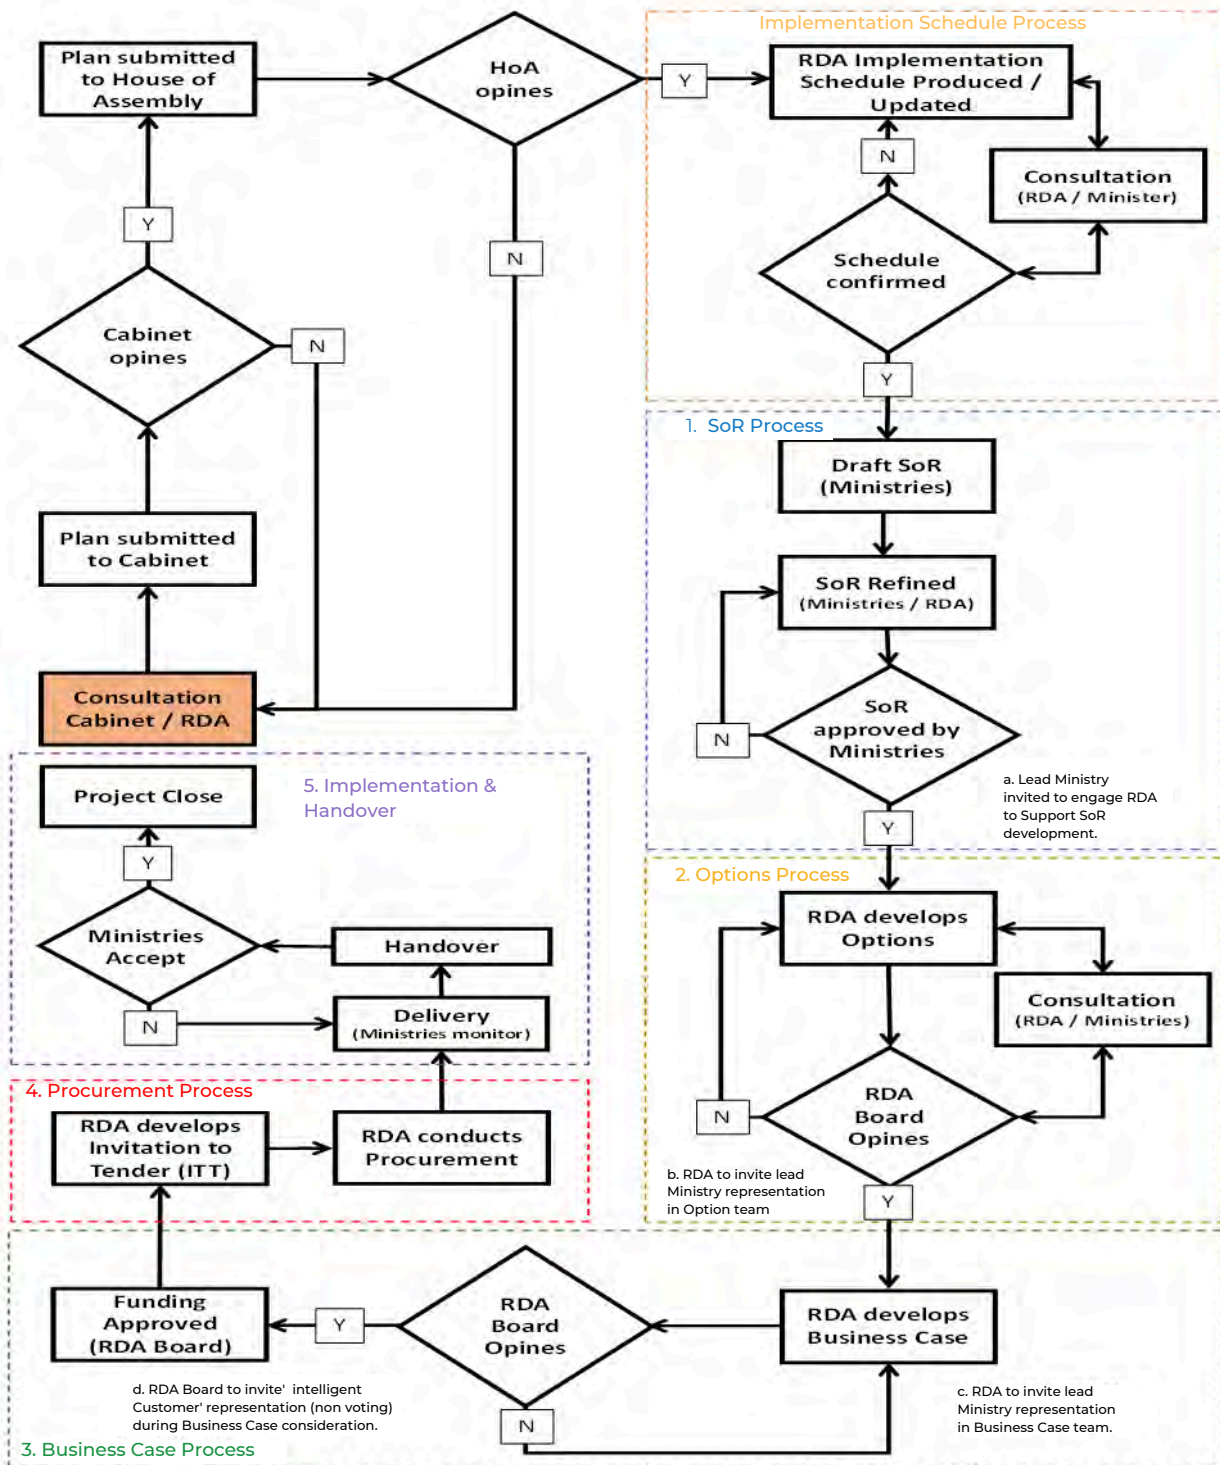 Plan submitted
to House of
Assembly
HoA
opines
Y
N
Y
Cabinet
opines
N
Plan submitted
to Cabinet
Consultation
Cabinet / RDA
Implementation Schedule Process
RDA Implementation
Schedule Produced /
Updated
N
Consultation
(RDA / Minister)
Schedule
confirmed
Y
1. SoR Process
Draft SoR
(Ministries)
SoR Refined
(Ministries / RDA)
SoR
approved by
Ministries
N
a. Lead Ministry
invited to engage RDA
to Support SoR
development.
Y
2. Options Process
RDA develops
Options
Consultation
(RDA / Ministries)
RDA
Board
Opines
N
b. RDA to invite lead
Ministry representation
in Option team
Y
5. Implementation &
Handover
Project Close
Y
Ministries
Accept
Handover
Delivery
(Ministries monitor)
N
4. Procurement Process
RDA develops
Invitation to
Tender (ITT)
RDA conducts
Procurement
Funding
Approved
(RDA Board)
Y
RDA
Board
Opines
RDA develops
Business Case
d. RDA Board to invite' intelligent
Customer' representation (non voting)
during Business Case consideration.
N
c. RDA to invite lead
Ministry representation
in Business Case team.
3. Business Case Process